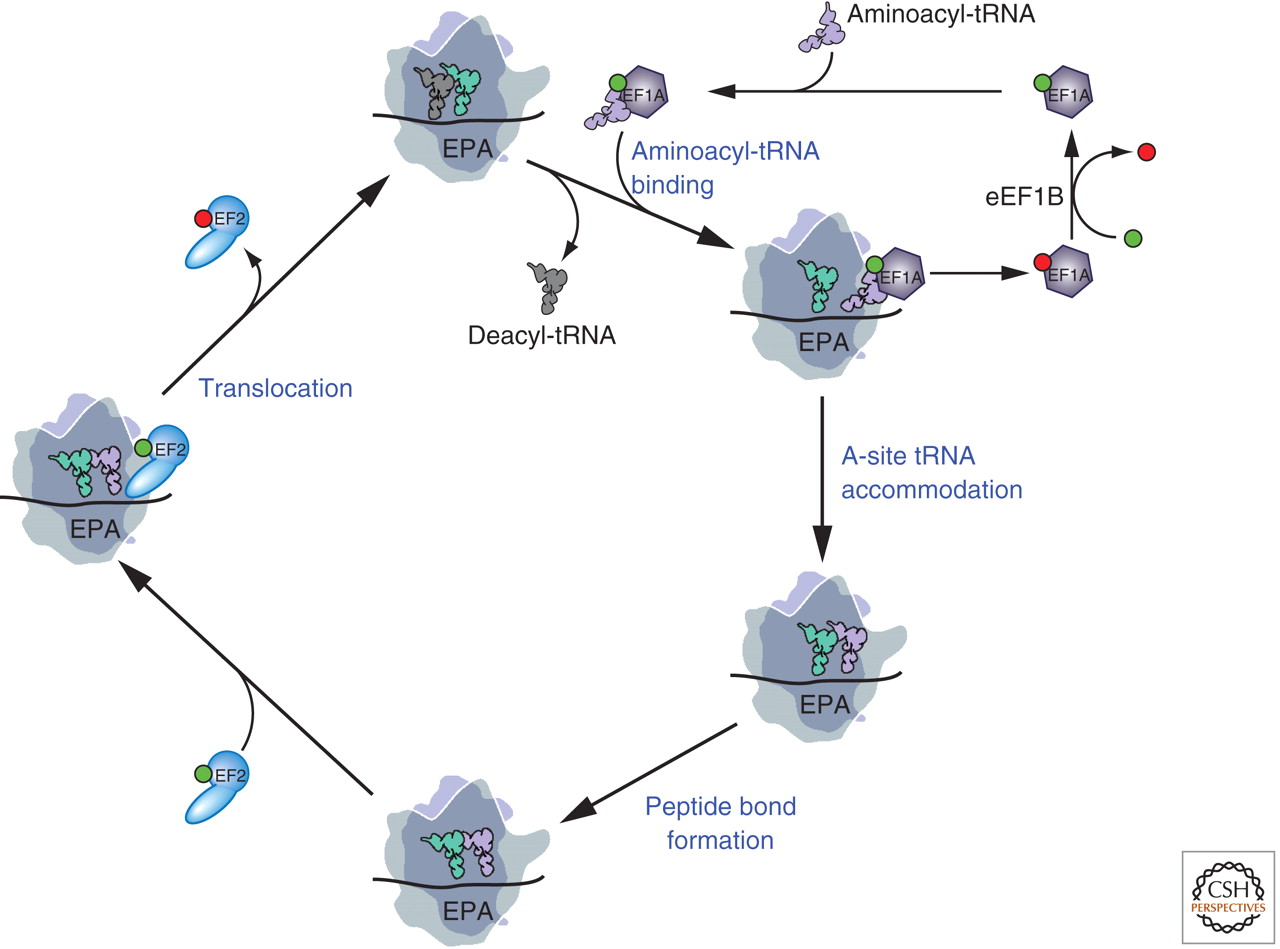 Aminoacyl-tRNA
EF1A
EF1A
EPA
Aminoacyl-tRNA
binding
eEF1B
EF2
Deacyl-tRNA
EF1A
EF1A
EPA
Translocation
EF2
EPA
A-site tRNA
accommodation
EPA
EF2
Peptide bond
formation
EPA
CSH
PERSPECTIVES